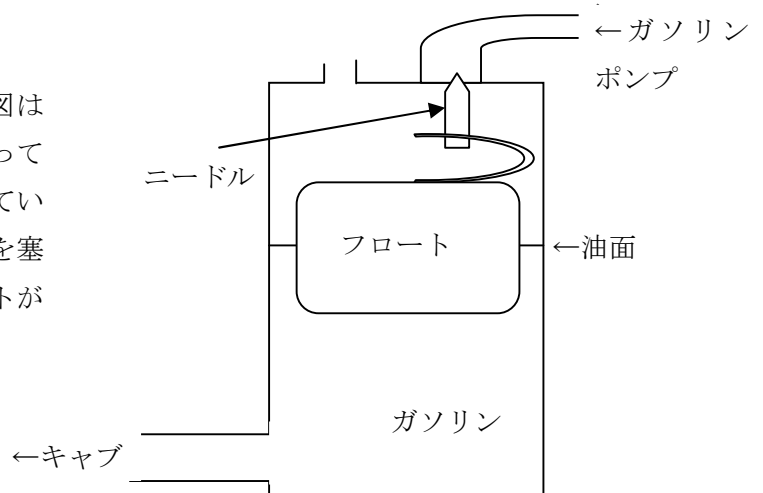 ←ガソリン
ポンプ
図は
って
てい
を塞
トが
ニードル
フロート
←油面
ガソリン
←キャブ